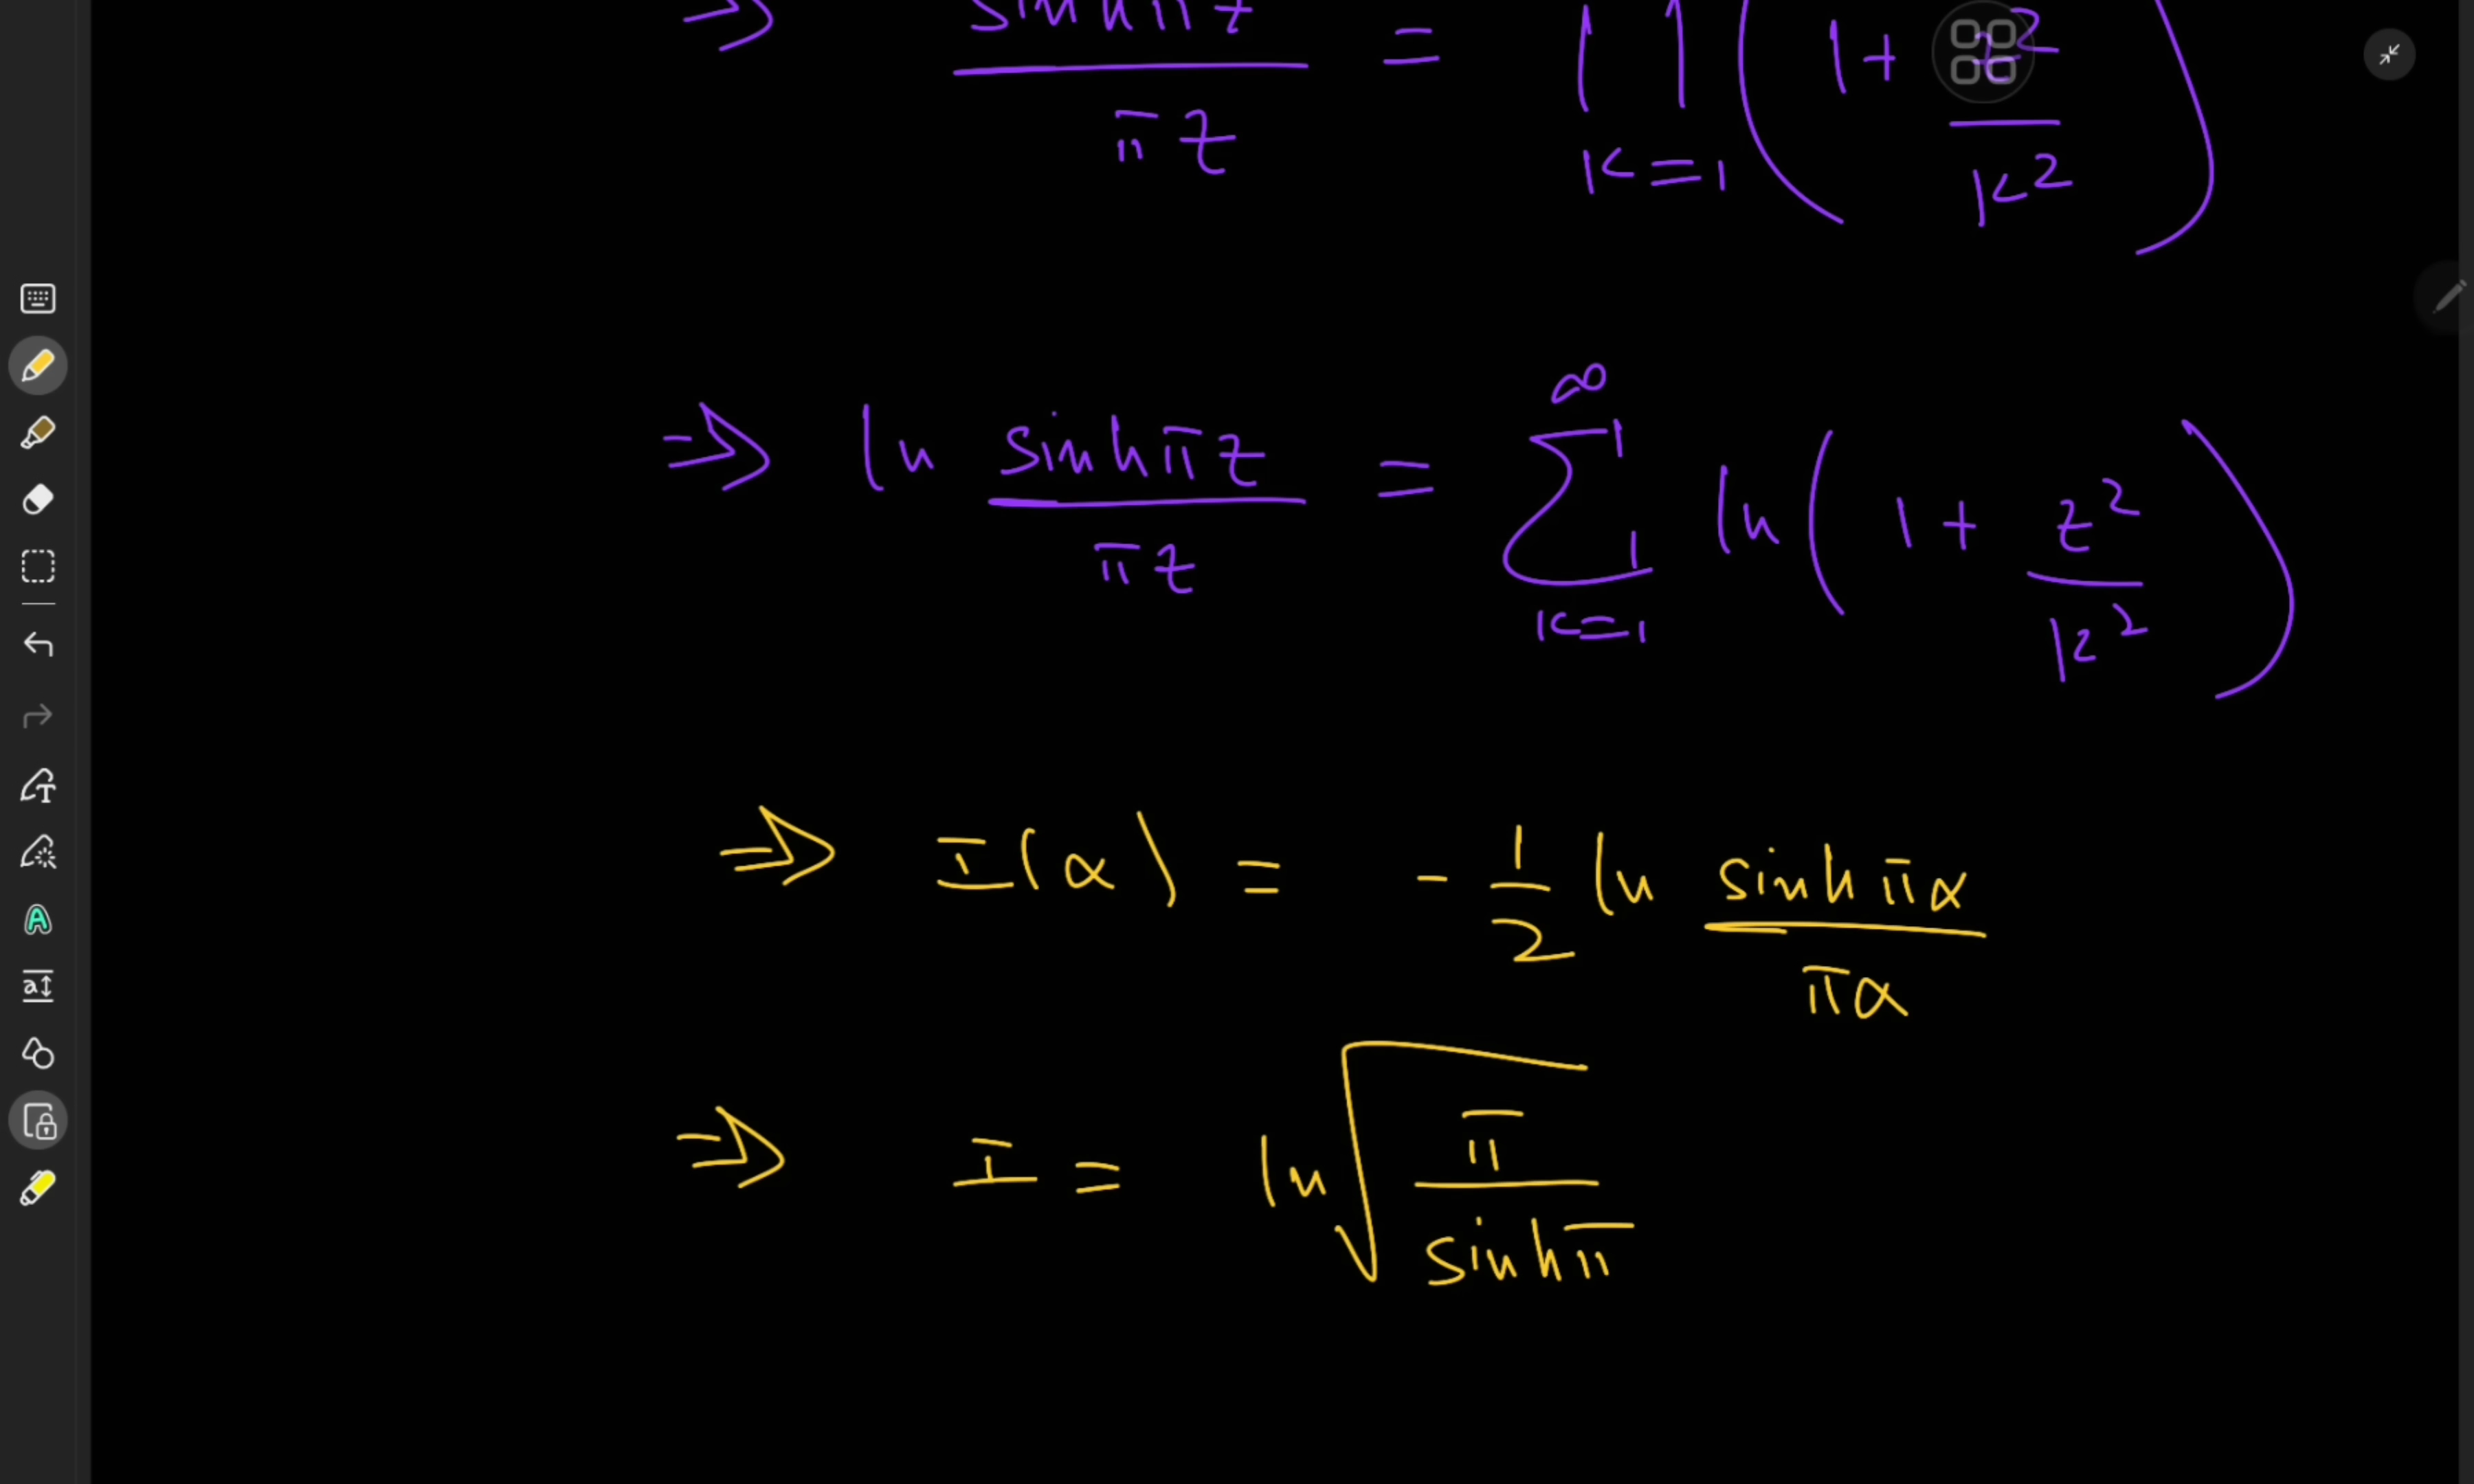 ⇒ sinh πz / πz = ∏ k=1 (1 + z² / k²)
⇒ ln sinh πz / πz = ∑ k=1 ∞ ln (1 + z² / k²)
⇒ I(α) = - 1/2 ln sinh πα / πα
⇒ I = ln √(π / sinh π)